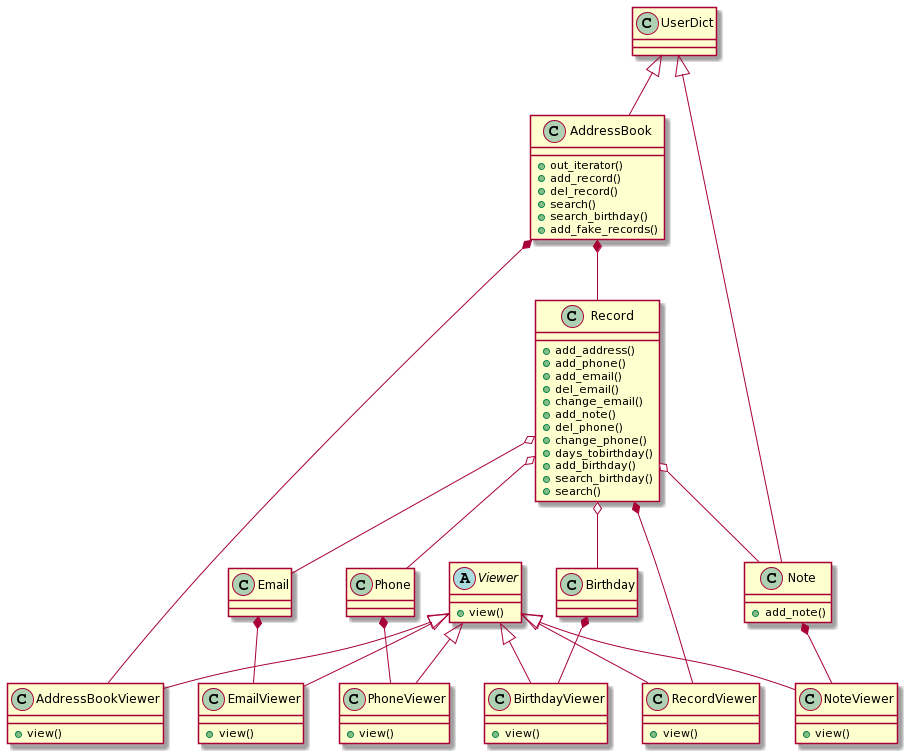 C UserDict
C AddressBook
out_iterator()
add_record()
del_record()
search()
search_birthday()
add_fake_records()
C Record
add_address()
add_phone()
add_email()
del_email()
change_email()
add_note()
del_phone()
change_phone()
days_tobirthday()
add_birthday()
search_birthday()
search()
C Email
C Phone
A Viewer
view()
C Birthday
C Note
add_note()
C AddressBookViewer
view()
C EmailViewer
view()
C PhoneViewer
view()
C BirthdayViewer
view()
C RecordViewer
view()
C NoteViewer
view()